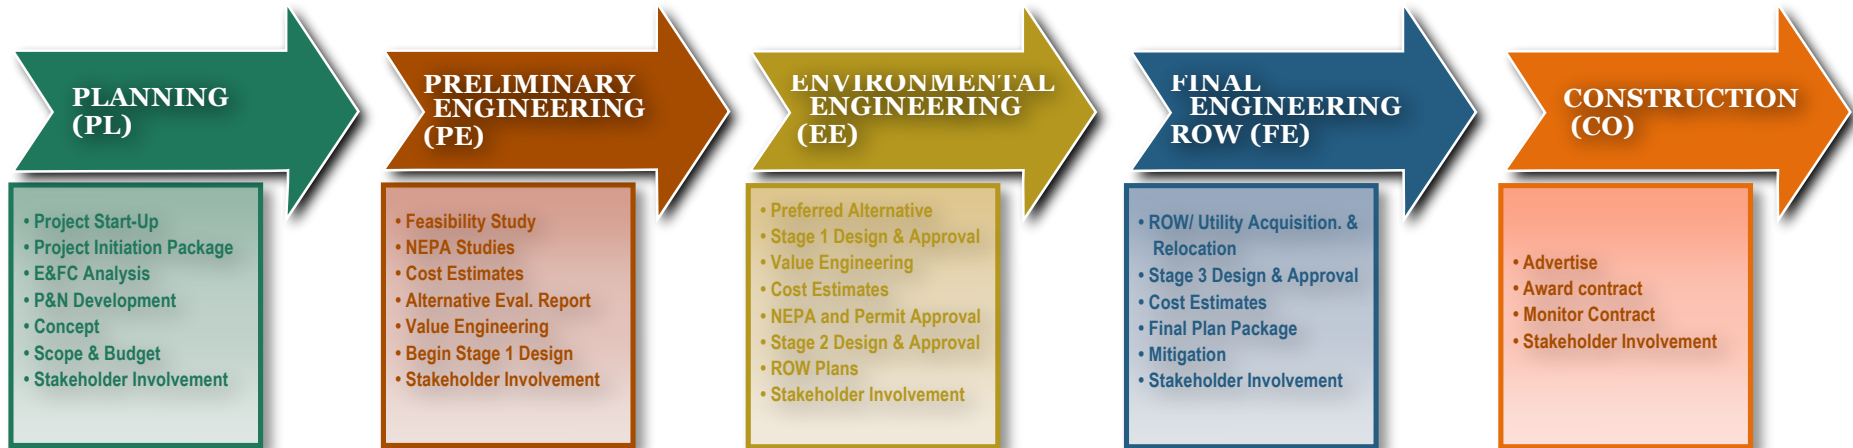 PLANNING
(PL)
• Project Start-Up
• Project Initiation Package
• E&FC Analysis
• P&N Development
• Concept
• Scope & Budget
• Stakeholder Involvement
PRELIMINARY
ENGINEERING
(PE)
• Feasibility Study
• NEPA Studies
• Cost Estimates
• Alternative Eval. Report
• Value Engineering
• Begin Stage 1 Design
• Stakeholder Involvement
ENVIRONMENTAL
ENGINEERING
(EE)
• Preferred Alternative
• Stage 1 Design & Approval
• Value Engineering
• Cost Estimates
• NEPA and Permit Approval
• Stage 2 Design & Approval
• ROW Plans
• Stakeholder Involvement
FINAL
ENGINEERING
ROW (FE)
• ROW/ Utility Acquisition. &
Relocation
• Stage 3 Design & Approval
• Cost Estimates
• Final Plan Package
• Mitigation
• Stakeholder Involvement
CONSTRUCTION
(CO)
• Advertise
• Award contract
• Monitor Contract
• Stakeholder Involvement